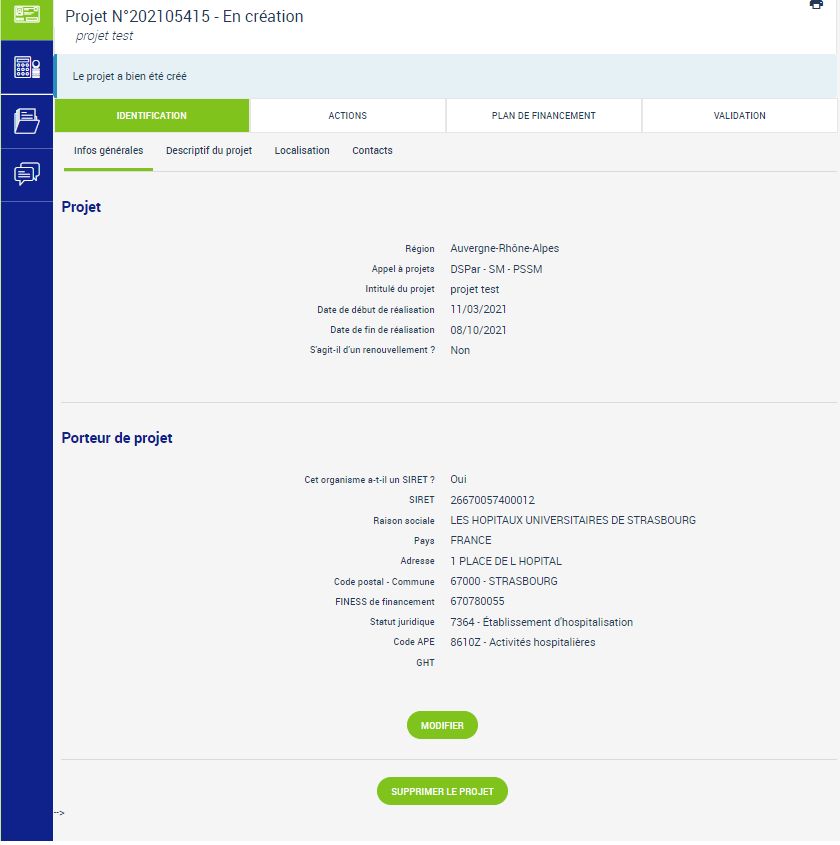 Projet N°202105415 - En création
projet test
Le projet a bien été créé
IDENTIFICATION ACTIONS PLAN DE FINANCEMENT VALIDATION
Infos générales Descriptif du projet Localisation Contacts
Projet
Région Auvergne-Rhône-Alpes
Appel à projets DSPar - SM - PSSM
Intitulé du projet projet test
Date de début de réalisation 11/03/2021
Date de fin de réalisation 08/10/2021
S'agit-il d'un renouvellement ? Non
Porteur de projet
Cet organisme a-t-il un SIRET ? Oui
SIRET 26670057400012
Raison sociale LES HOPITAUX UNIVERSITAIRES DE STRASBOURG
Pays FRANCE
Adresse 1 PLACE DE L HOPITAL
Code postal - Commune 67000 - STRASBOURG
FINESS de financement 670780055
Statut juridique 7364 - Établissement d'hospitalisation
Code APE 8610Z - Activités hospitalières
GHT
MODIFIER
SUPPRIMER LE PROJET
-->